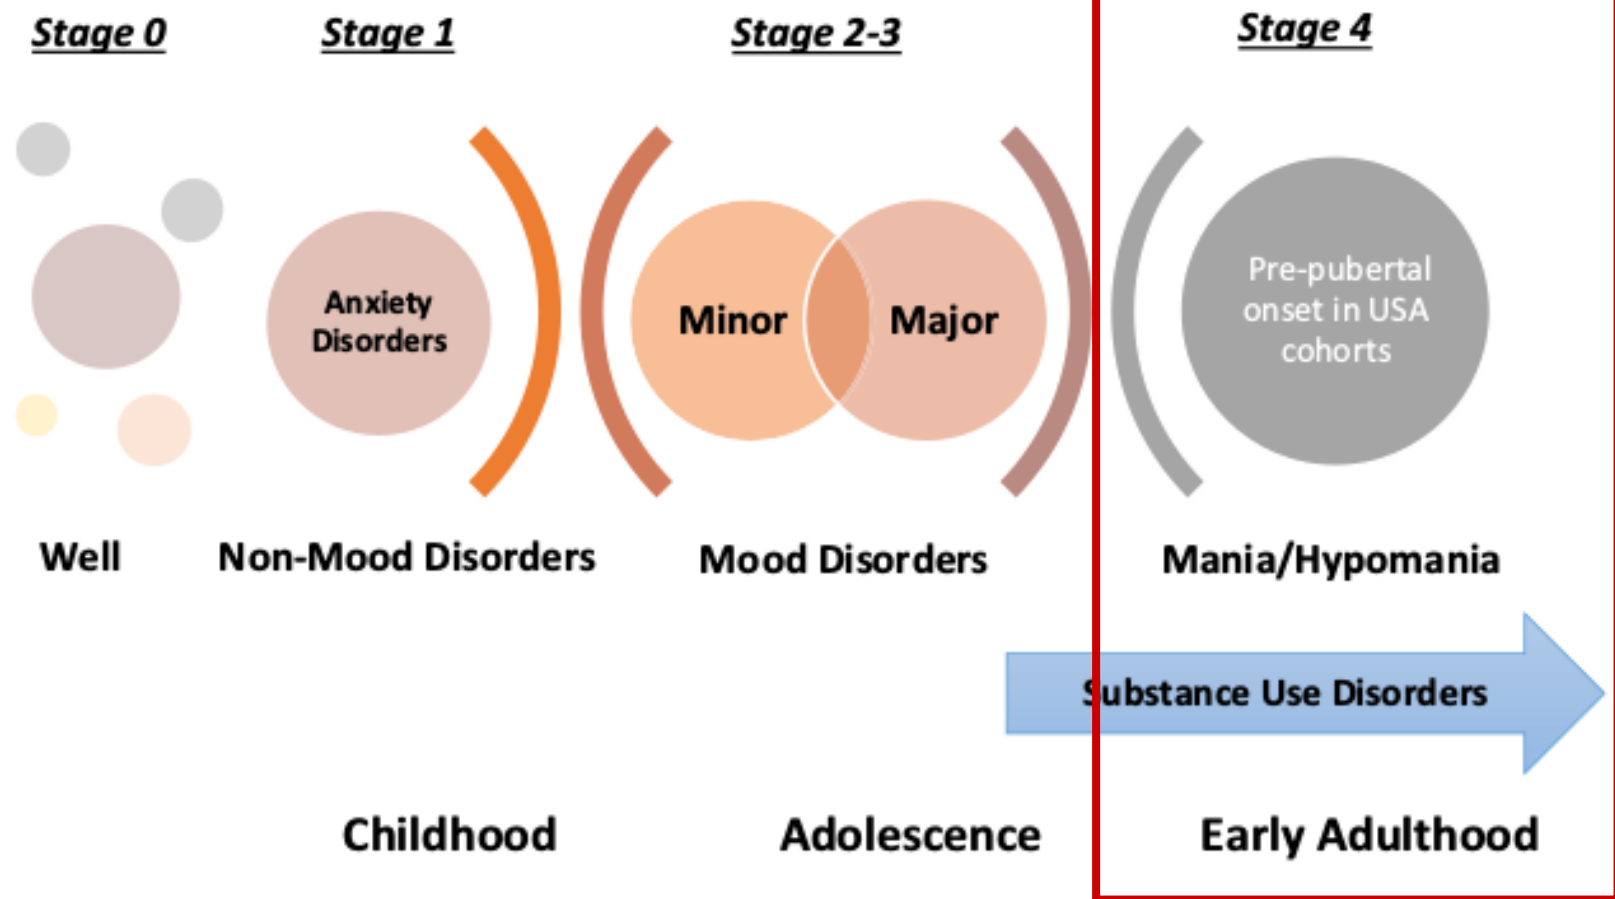 Stage 0
Stage 1
Stage 2-3
Stage 4
Anxiety
Disorders
Minor
Major
Pre-pubertal
onset in USA
cohorts
Well
Non-Mood Disorders
Mood Disorders
Mania/Hypomania
Substance Use Disorders
Childhood
Adolescence
Early Adulthood